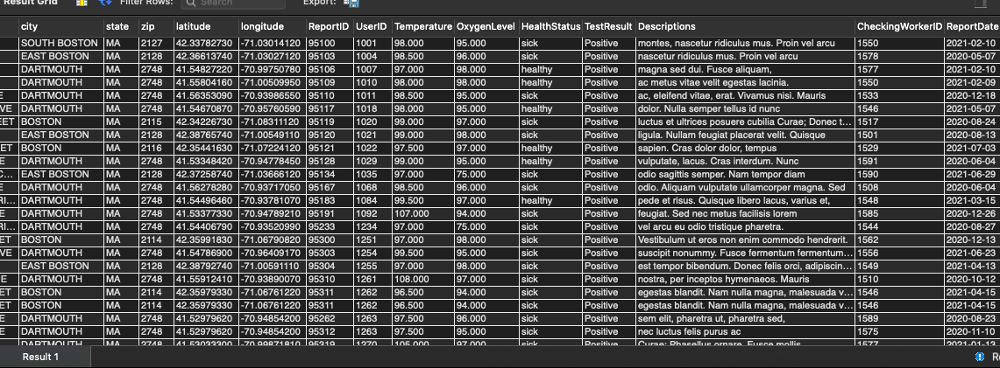 Result Grid Filter Rows: Search Export:
city state zip latitude longitude ReportID UserID Temperature OxygenLevel HealthStatus TestResult Descriptions CheckingWorkerID ReportDate
SOUTH BOSTON MA 2127 42.33782730 -71.03014120 95100 1001 98.000 95.000 sick Positive montes, nascetur ridiculus mus. Proin vel arcu 1550 2021-02-10
EAST BOSTON MA 2128 42.36613740 -71.03027120 95103 1004 98.500 96.000 sick Positive nascetur ridiculus mus. Proin vel arcu 1578 2020-05-07
DARTMOUTH MA 2748 41.54827220 -70.99750780 95106 1007 97.000 98.000 healthy Positive magna sed dui. Fusce aliquam, 1577 2021-02-10
DARTMOUTH MA 2748 41.55804160 -71.00509950 95109 1010 98.000 98.000 healthy Positive ac metus vitae velit egestas lacinia. 1550 2021-02-09
E DARTMOUTH MA 2748 41.56353090 -70.93986550 95110 1011 98.500 95.000 sick Positive ac, eleifend vitae, erat. Vivamus nisi. Mauris 1533 2020-12-18
VE DARTMOUTH MA 2748 41.54670870 -70.95760590 95117 1018 98.000 95.000 healthy Positive dolor. Nulla semper tellus id nunc 1546 2021-05-07
EET BOSTON MA 2115 42.34226730 -71.08311120 95119 1020 99.000 97.000 sick Positive luctus et ultrices posuere cubilia Curae; Donec t... 1517 2020-08-24
EAST BOSTON MA 2128 42.38765740 -71.00549110 95120 1021 99.000 98.000 sick Positive ligula. Nullam feugiat placerat velit. Quisque 1501 2020-08-13
ET BOSTON MA 2116 42.35441630 -71.07224120 95121 1022 97.500 97.000 healthy Positive sapien. Cras dolor dolor, tempus 1529 2021-07-03
E DARTMOUTH MA 2748 41.53348420 -70.94778450 95128 1029 99.000 95.000 healthy Positive vulputate, lacus. Cras interdum. Nunc 1591 2020-06-04
C... EAST BOSTON MA 2128 42.37258740 -71.03666120 95134 1035 97.000 75.000 sick Positive odio sagittis semper. Nam tempor diam 1590 2021-06-29
E DARTMOUTH MA 2748 41.56278280 -70.93717050 95167 1068 98.500 96.000 sick Positive odio. Aliquam vulputate ullamcorper magna. Sed 1508 2020-06-04
RI... DARTMOUTH MA 2748 41.54496460 -70.93781070 95183 1084 99.500 97.000 healthy Positive pede et risus. Quisque libero lacus, varius et, 1548 2021-03-15
E DARTMOUTH MA 2748 41.53377330 -70.94789210 95191 1092 107.000 94.000 sick Positive feugiat. Sed nec metus facilisis lorem 1585 2020-12-26
RI... DARTMOUTH MA 2748 41.54406790 -70.93520990 95233 1234 97.000 75.000 sick Positive vel arcu eu odio tristique pharetra. 1544 2020-08-27
ET BOSTON MA 2114 42.35991830 -71.06790820 95300 1251 97.000 98.000 sick Positive Vestibulum ut eros non enim commodo hendrerit. 1562 2020-12-13
VE DARTMOUTH MA 2748 41.54786900 -70.96409170 95303 1254 99.500 95.000 sick Positive suscipit nonummy. Fusce fermentum fermentum... 1556 2021-06-23
EAST BOSTON MA 2128 42.38792740 -71.00591110 95304 1255 97.000 98.000 sick Positive est tempor bibendum. Donec felis orci, adipiscin... 1549 2021-04-13
VE DARTMOUTH MA 2748 41.55912410 -70.93890070 95310 1261 108.000 97.000 sick Positive nostra, per inceptos hymenaeos. Mauris 1510 2020-10-12
ET BOSTON MA 2114 42.35979330 -71.06761220 95311 1262 96.500 94.000 sick Positive egestas blandit. Nam nulla magna, malesuada v... 1546 2021-04-15
ET BOSTON MA 2114 42.35979330 -71.06761220 95311 1262 96.500 94.000 sick Positive egestas blandit. Nam nulla magna, malesuada v... 1546 2021-04-15
E DARTMOUTH MA 2748 41.52979620 -70.94854200 95262 1263 97.500 96.000 sick Positive sem elit, pharetra ut, pharetra sed, 1589 2020-08-23
E DARTMOUTH MA 2748 41.52979620 -70.94854200 95312 1263 97.500 95.000 sick Positive nec luctus felis purus ac 1575 2020-11-10
DARTMOUTH MA 2748 41.53033300 -70.99871810 95319 1270 105.000 97.000 sick Positive Curae; Phasellus ornare. Fusce mollis 1577 2021-01-13
Result 1